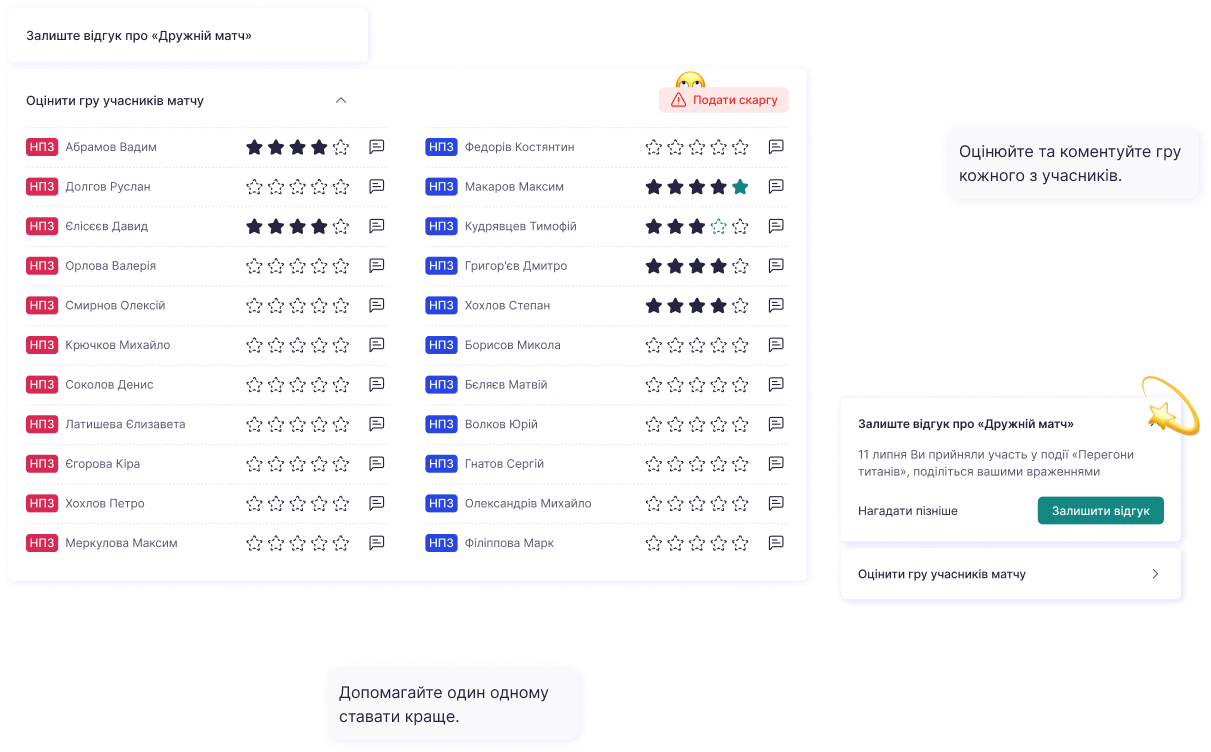 Залиште відгук про «Дружній матч»
Оцінити гру учасників матчу
Подати скаргу
НПЗ Абрамов Вадим
НПЗ Долгов Руслан
НПЗ Єлісєєв Давид
НПЗ Орлова Валерія
НПЗ Смирнов Олексій
НПЗ Крючков Михайло
НПЗ Соколов Денис
НПЗ Латишева Єлизавета
НПЗ Єгорова Кіра
НПЗ Хохлов Петро
НПЗ Меркулова Максим
НПЗ Федорів Костянтин
НПЗ Макаров Максим
НПЗ Кудрявцев Тимофій
НПЗ Григор'єв Дмитро
НПЗ Хохлов Степан
НПЗ Борисов Микола
НПЗ Бєляєв Матвій
НПЗ Волков Юрій
НПЗ Гнатов Сергій
НПЗ Олександрів Михайло
НПЗ Філіппова Марк
Оцінюйте та коментуйте гру
кожного з учасників.
Залиште відгук про «Дружній матч»
11 липня Ви прийняли участь у події «Перегони
титанів», поділіться вашими враженнями
Нагадати пізніше
Залишити відгук
Оцінити гру учасників матчу
Допомагайте один одному
ставати краще.